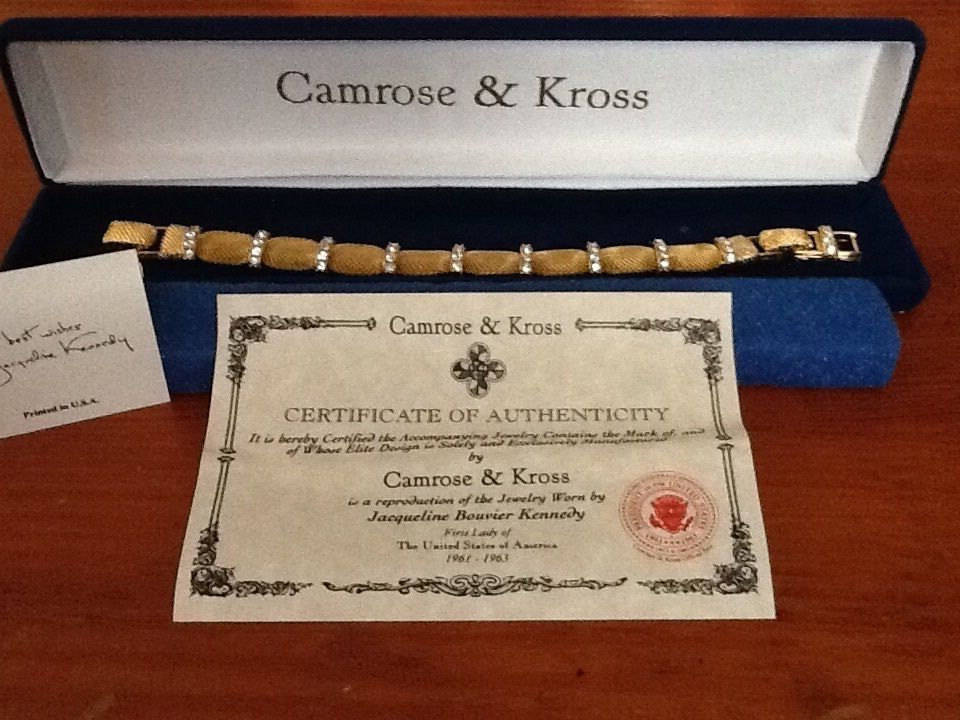 Camrose & Kross
best wishes
Jacqueline Kennedy
Printed in U.S.A.
Camrose & Kross
CERTIFICATE OF AUTHENTICITY
It is hereby Certified the Accompanying Jewelry Contains the Mark of, and
of Whose Elite Design is Solely and Exclusively Manufactured
by
Camrose & Kross
is a reproduction of the Jewelry Worn by
Jacqueline Bouvier Kennedy
First Lady of
The United States of America
1961 - 1963